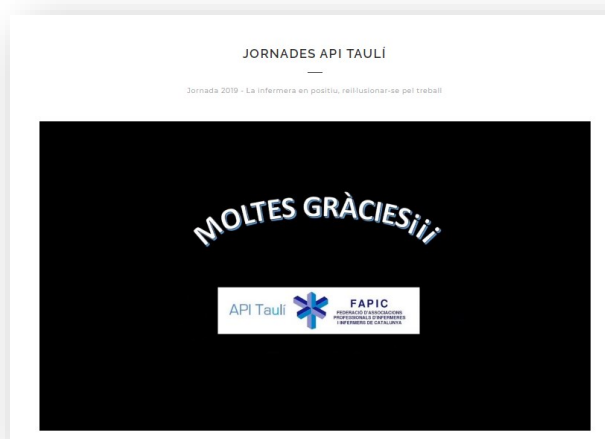 JORNADES API TAULÍ
Jornada 2019 - La infermera en positiu, reil·lusionar-se pel treball
MOLTES GRÀCIES¡¡¡
API Taulí
FAPIC
FEDERACIÓ D'ASSOCIACIONS
PROFESSIONALS D'INFERMERES
I INFERMERS DE CATALUNYA